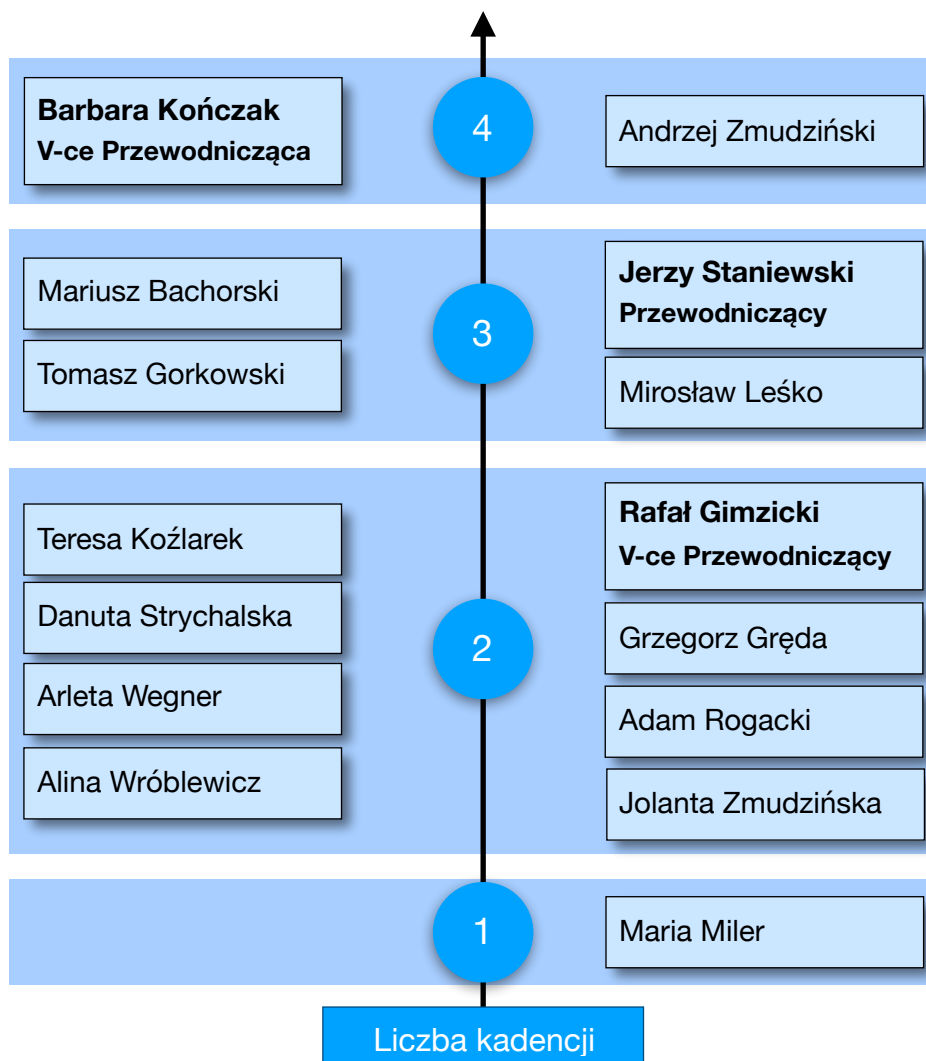 Barbara Kończak
V-ce Przewodnicząca
4
Andrzej Zmudziński
Mariusz Bachorski
Tomasz Gorkowski
3
Jerzy Staniewski
Przewodniczący
Mirosław Leśko
Teresa Koźlarek
Danuta Strychalska
Arleta Wegner
Alina Wróblewicz
2
Rafał Gimzicki
V-ce Przewodniczący
Grzegorz Gręda
Adam Rogacki
Jolanta Zmudzińska
1
Maria Miler
Liczba kadencji